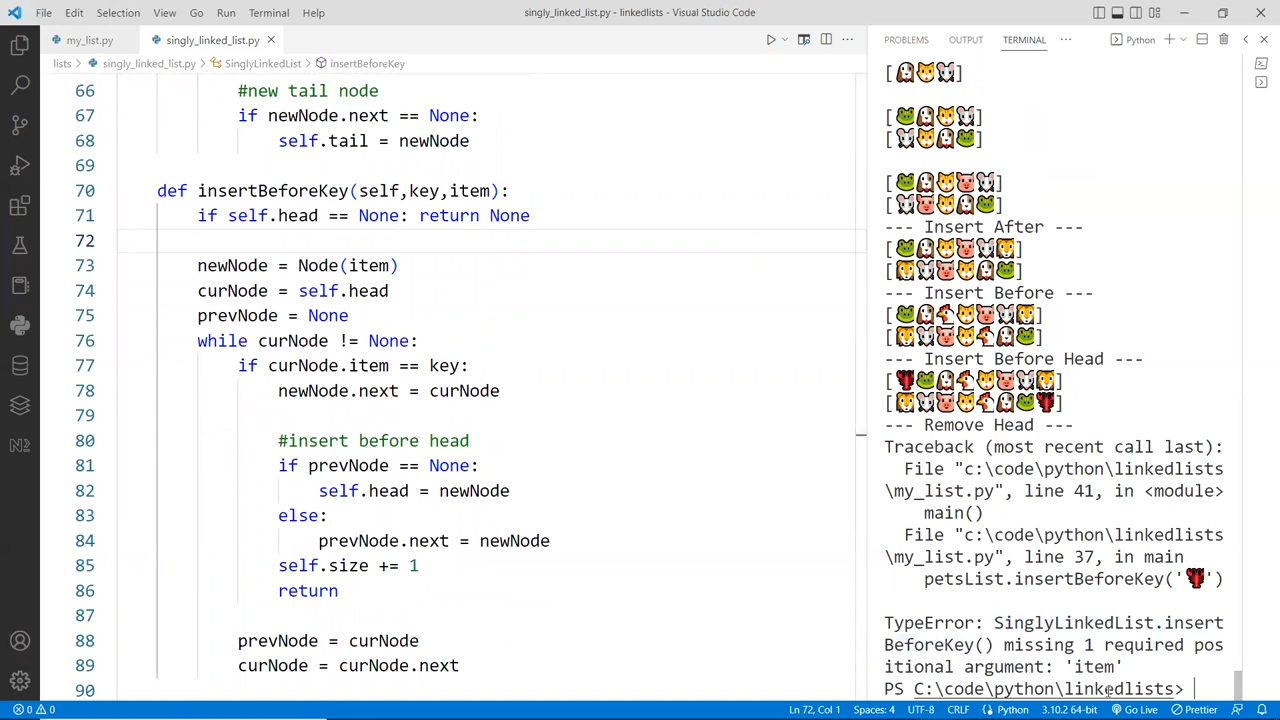 File Edit Selection View Go Run Terminal Help singly_linked_list.py - linkedlists - Visual Studio Code
my_list.py singly_linked_list.py
lists > singly_linked_list.py > SinglyLinkedList > insertBeforeKey
66 #new tail node
67 if newNode.next == None:
68 self.tail = newNode
69
70 def insertBeforeKey(self,key,item):
71 if self.head == None: return None
72
73 newNode = Node(item)
74 curNode = self.head
75 prevNode = None
76 while curNode != None:
77 if curNode.item == key:
78 newNode.next = curNode
79
80 #insert before head
81 if prevNode == None:
82 self.head = newNode
83 else:
84 prevNode.next = newNode
85 self.size += 1
86 return
87
88 prevNode = curNode
89 curNode = curNode.next
90
PROBLEMS OUTPUT TERMINAL ··· Python
[🐶🐱🐭]
[🐸🐶🐱🐭]
[🐭🐱🐶🐸]
[🐸🐶🐱🐷🐭]
[🐭🐷🐱🐶🐸]
--- Insert After ---
[🐸🐶🐱🐷🐭🐯]
[🐯🐭🐷🐱🐶🐸]
--- Insert Before ---
[🐸🐶🐔🐱🐷🐭🐯]
[🐯🐭🐷🐱🐔🐶🐸]
--- Insert Before Head ---
[🦞🐸🐶🐔🐱🐷🐭🐯]
[🐯🐭🐷🐱🐔🐶🐸🦞]
--- Remove Head ---
Traceback (most recent call last):
File "c:\code\python\linkedlists
\my_list.py", line 41, in <module>
main()
File "c:\code\python\linkedlists
\my_list.py", line 37, in main
petsList.insertBeforeKey('🦞')
TypeError: SinglyLinkedList.insert
BeforeKey() missing 1 required pos
itional argument: 'item'
PS C:\code\python\linkedlists>
0 0 Ln 72, Col 1 Spaces: 4 UTF-8 CRLF Python 3.10.2 64-bit Go Live Prettier